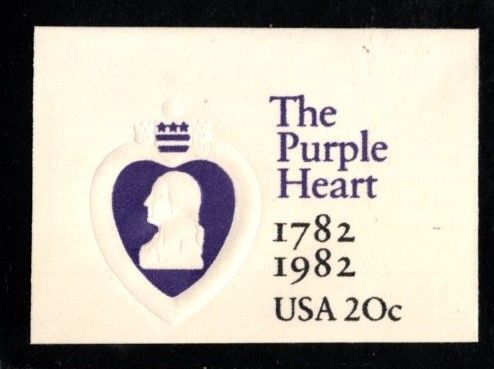 The
Purple
Heart
1782
1982
USA 20c